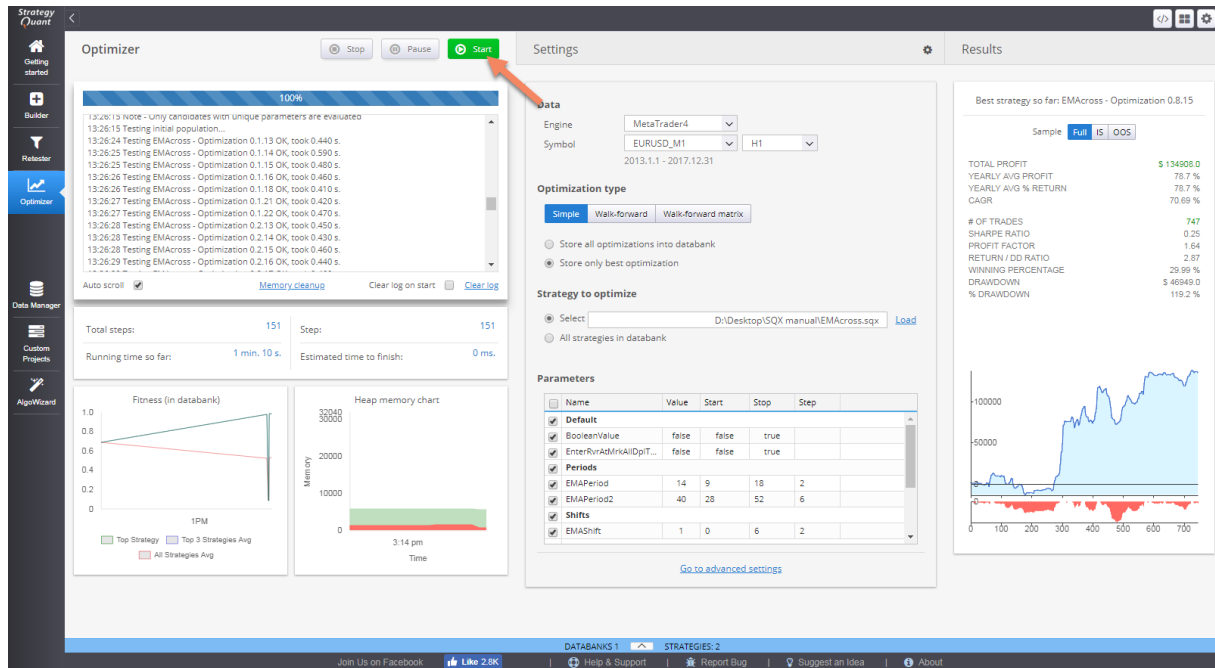 Strategy
Quant
Getting
started
Builder
Retester
Optimizer
Data Manager
Custom
Projects
AlgoWizard
Optimizer
Stop
Pause
Start
100%
13:26:15 Note - Only candidates with unique parameters are evaluated
13:26:15 Testing initial population...
13:26:24 Testing EMAcross - Optimization 0.1.13 OK, took 0.440 s.
13:26:25 Testing EMAcross - Optimization 0.1.14 OK, took 0.590 s.
13:26:25 Testing EMAcross - Optimization 0.1.15 OK, took 0.480 s.
13:26:26 Testing EMAcross - Optimization 0.1.16 OK, took 0.460 s.
13:26:26 Testing EMAcross - Optimization 0.1.18 OK, took 0.410 s.
13:26:27 Testing EMAcross - Optimization 0.1.21 OK, took 0.420 s.
13:26:27 Testing EMAcross - Optimization 0.1.22 OK, took 0.470 s.
13:26:28 Testing EMAcross - Optimization 0.2.13 OK, took 0.450 s.
13:26:28 Testing EMAcross - Optimization 0.2.14 OK, took 0.430 s.
13:26:28 Testing EMAcross - Optimization 0.2.15 OK, took 0.460 s.
13:26:29 Testing EMAcross - Optimization 0.2.16 OK, took 0.440 s.
Auto scroll Memory cleanup Clear log on start Clear log
Total steps: 151 Step: 151
Running time so far: 1 min. 10 s. Estimated time to finish: 0 ms.
Fitness (in databank)
1.0
0.8
0.6
0.4
0.2
0
1PM
Top Strategy Top 3 Strategies Avg
All Strategies Avg
Heap memory chart
32040
30000
20000
10000
0
Memory
3:14 pm
Time
Settings
Data
Engine MetaTrader4
Symbol EURUSD_M1 H1
2013.1.1 - 2017.12.31
Optimization type
Simple Walk-forward Walk-forward matrix
Store all optimizations into databank
Store only best optimization
Strategy to optimize
Select D:\Desktop\SQX manual\EMAcross.sqx Load
All strategies in databank
Parameters
Name Value Start Stop Step
Default
BooleanValue false false true
EnterRvrAtMrkAllDplT... false false true
Periods
EMAPeriod 14 9 18 2
EMAPeriod2 40 28 52 6
Shifts
EMAShift 1 0 6 2
Go to advanced settings
Results
Best strategy so far: EMAcross - Optimization 0.8.15
Sample Full IS OOS
TOTAL PROFIT $ 134908.0
YEARLY AVG PROFIT 78.7 %
YEARLY AVG % RETURN 78.7 %
CAGR 70.69 %
# OF TRADES 747
SHARPE RATIO 0.25
PROFIT FACTOR 1.64
RETURN / DD RATIO 2.87
WINNING PERCENTAGE 29.99 %
DRAWDOWN $ 46949.0
% DRAWDOWN 119.2 %
100000
50000
0
0
0 100 200 300 400 500 600 700
DATABANKS 1 STRATEGIES: 2
Join Us on Facebook Like 2.8K | Help & Support | Report Bug | Suggest an Idea | About